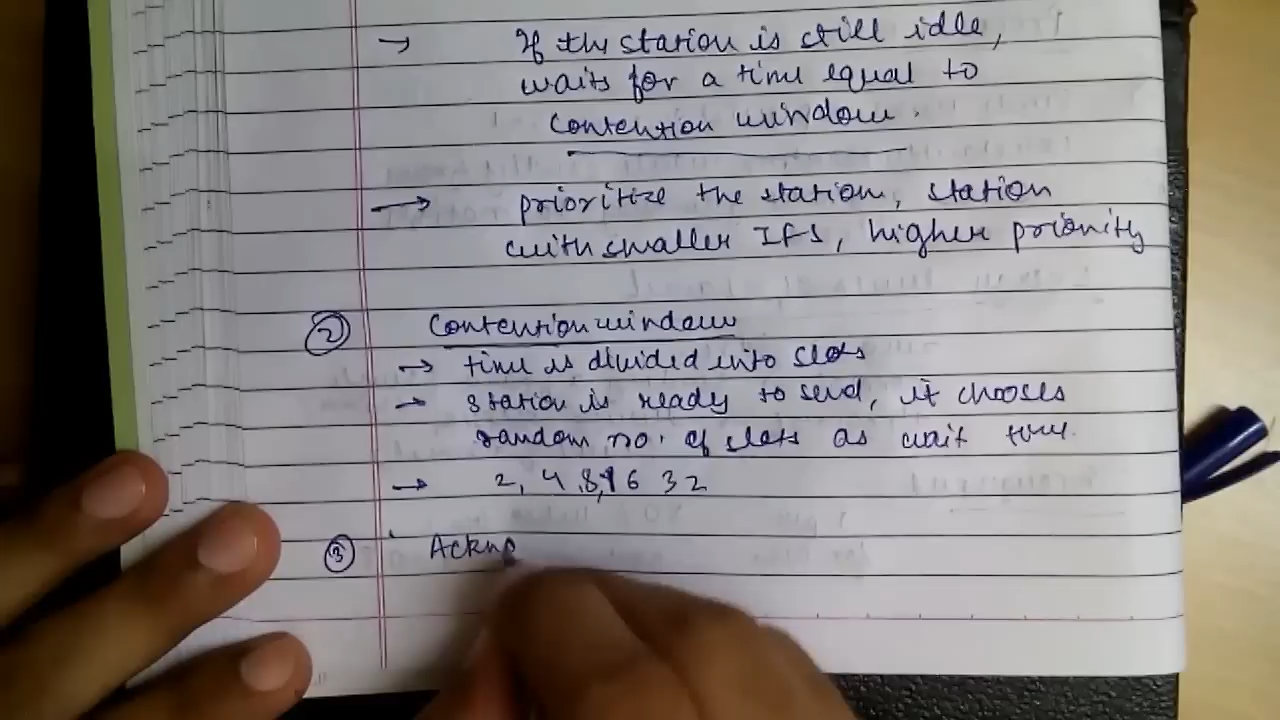 → If the station is still idle,
waits for a time equal to
contention window.
→ prioritize the station, station
with smaller IFS, higher priority
② Contention window
→ time is divided into slots
→ station is ready to send, it chooses
random no. of slots as wait time.
→ 2, 4, 8, 16 32
③ Ackno